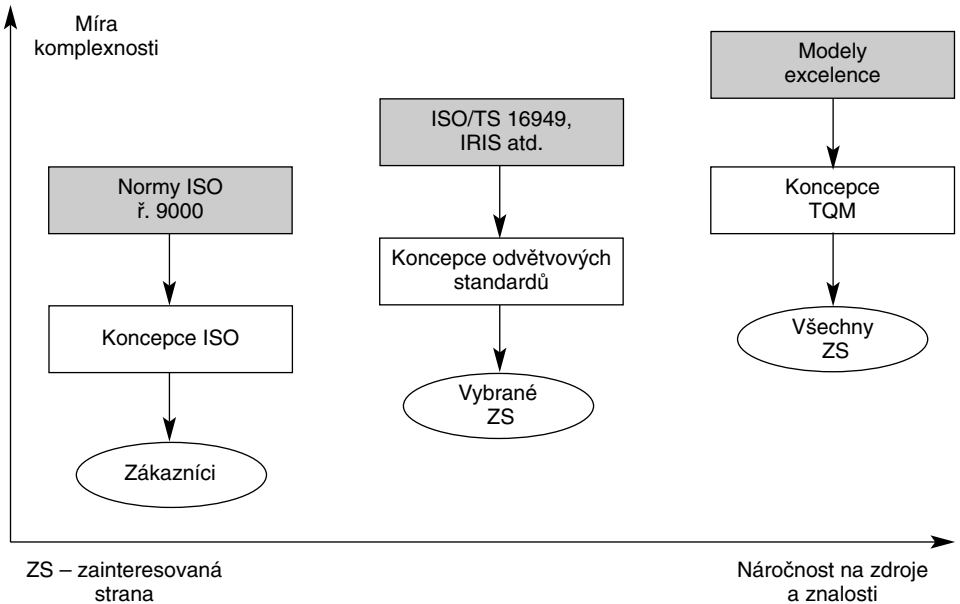 Míra
komplexnosti
Modely
excelence
ISO/TS 16949,
IRIS atd.
Normy ISO
ř. 9000
Koncepce
TQM
Koncepce odvětvových
standardů
Koncepce ISO
Všechny
ZS
Vybrané
ZS
Zákazníci
ZS – zainteresovaná
strana
Náročnost na zdroje
a znalosti